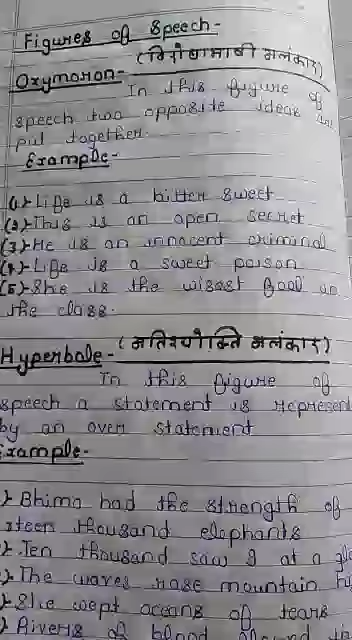 Figures of Speech-
Oxymoron- (विरोधाभाषी अलंकार)
In this figure of
speech two opposite ideas are
put together.
Example-
(1) Life is a bitter sweet
(2) This is an open secret
(3) He is an innocent criminal
(4) Life is a sweet poison
(5) She is the wisest fool in
the class.
Hyperbole- (अतिश्योक्ति अलंकार)
In this figure of
speech a statement is represent
by an over statement
Example-
Bhima had the strength of
xteen thousand elephants
Ten thousand saw I at a gla
The waves rose mountain hi
She wept oceans of tears
Rivers of blood